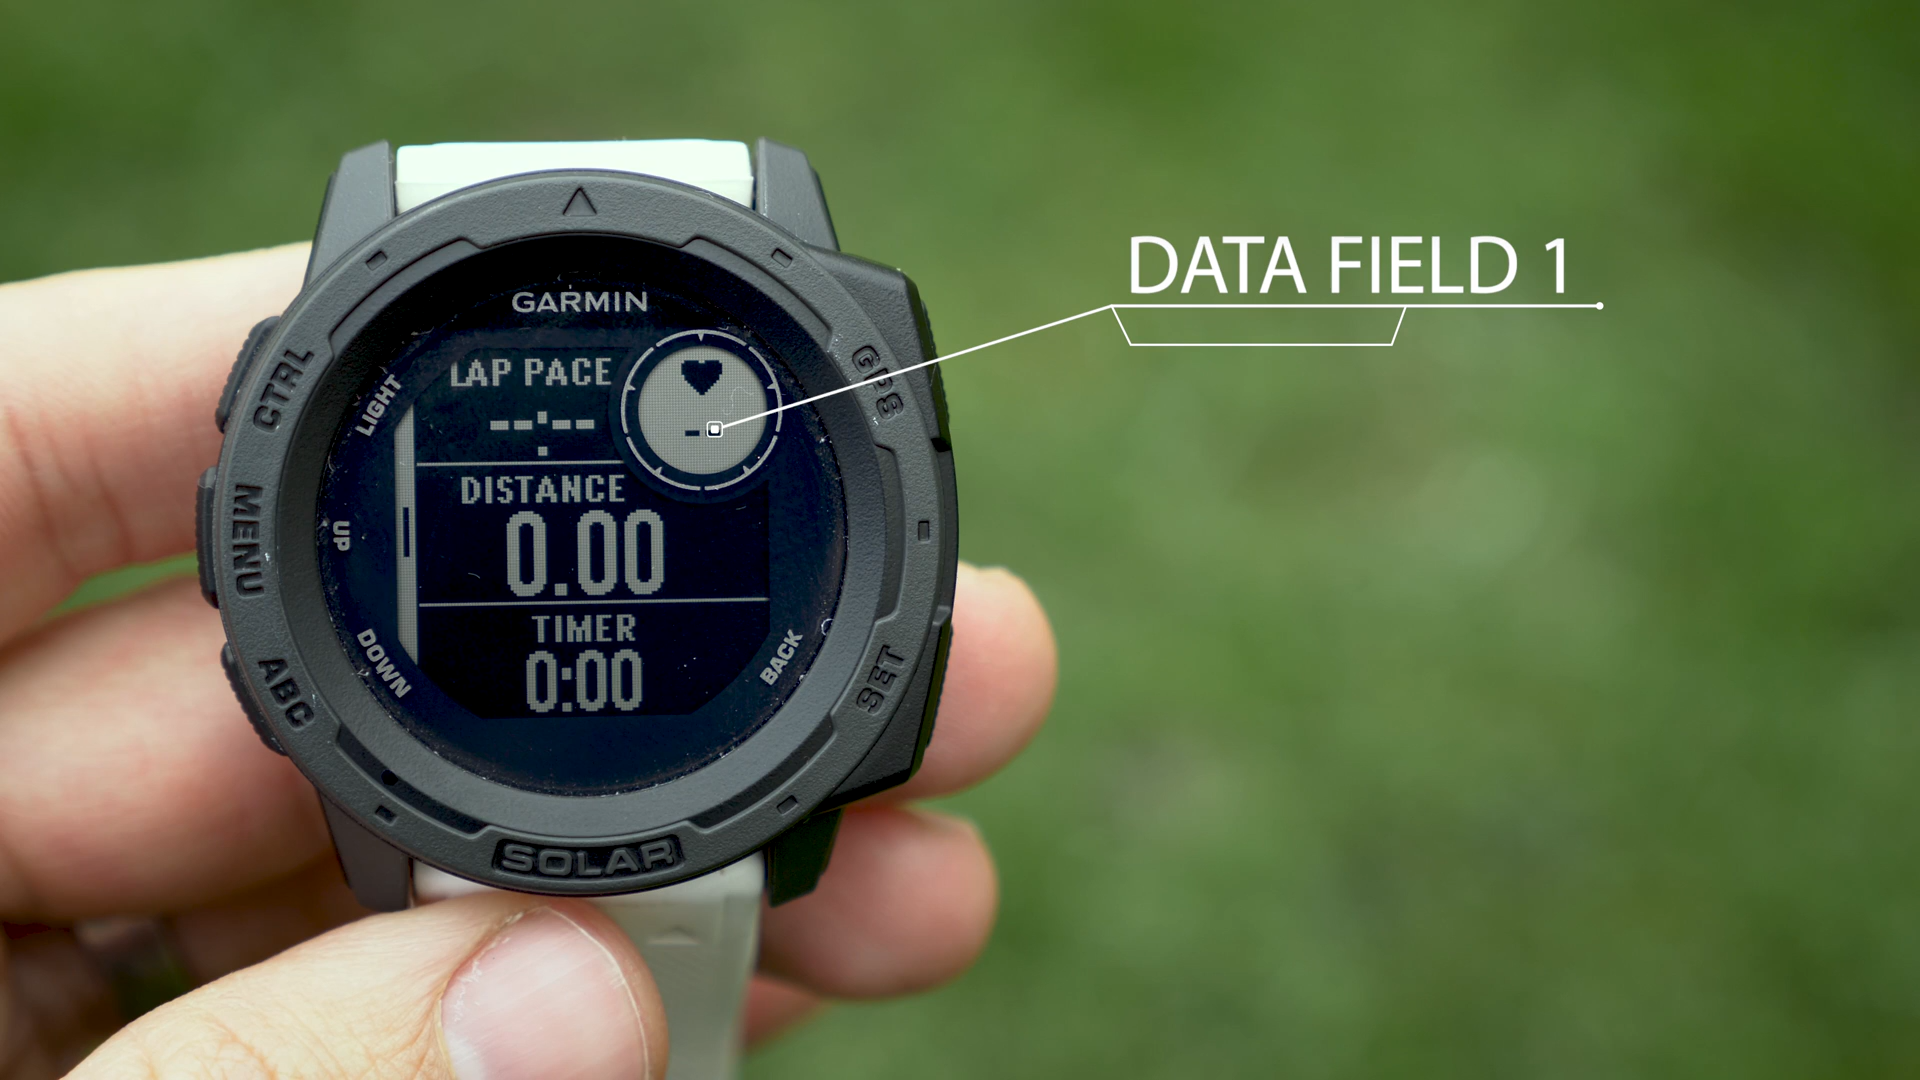 DATA FIELD 1
GARMIN
LAP PACE
--:--
--
DISTANCE
0.00
TIMER
0:00
LIGHT
UP
DOWN
BACK
CTRL
MENU
ABC
GPS
SET
SOLAR